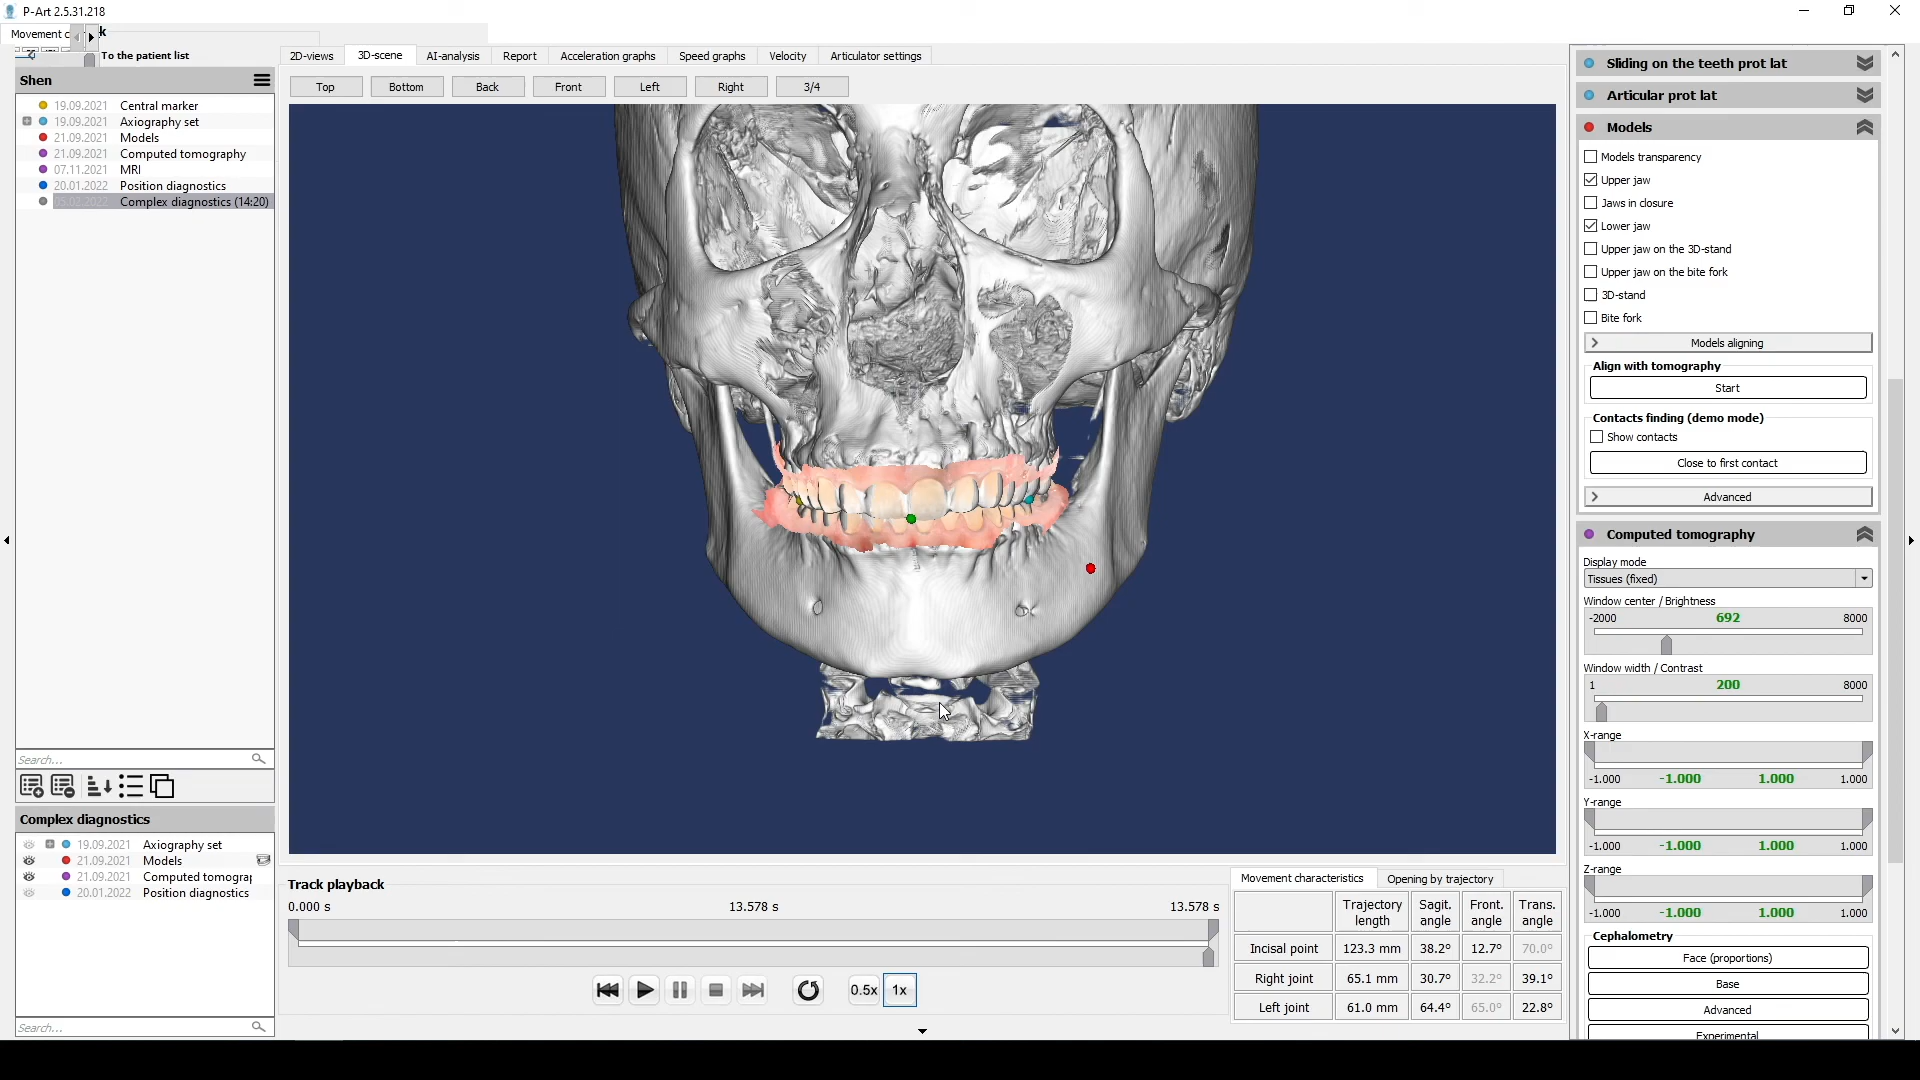 P-Art 2.5.31.218
Movement c
k
To the patient list
Shen
19.09.2021 Central marker
19.09.2021 Axiography set
21.09.2021 Models
21.09.2021 Computed tomography
07.11.2021 MRI
20.01.2022 Position diagnostics
05.02.2022 Complex diagnostics (14:20)
Search...
Complex diagnostics
19.09.2021 Axiography set
21.09.2021 Models
21.09.2021 Computed tomograp
20.01.2022 Position diagnostics
Search...
2D-views 3D-scene AI-analysis Report Acceleration graphs Speed graphs Velocity Articulator settings
Top Bottom Back Front Left Right 3/4
Track playback
0.000 s 13.578 s 13.578 s
0.5x 1x
Movement characteristics Opening by trajectory
Trajectory length Sagit. angle Front. angle Trans. angle
Incisal point 123.3 mm 38.2° 12.7° 70.0°
Right joint 65.1 mm 30.7° 32.2° 39.1°
Left joint 61.0 mm 64.4° 65.0° 22.8°
Sliding on the teeth prot lat
Articular prot lat
Models
Models transparency
Upper jaw
Jaws in closure
Lower jaw
Upper jaw on the 3D-stand
Upper jaw on the bite fork
3D-stand
Bite fork
Models aligning
Align with tomography
Start
Contacts finding (demo mode)
Show contacts
Close to first contact
Advanced
Computed tomography
Display mode
Tissues (fixed)
Window center / Brightness
-2000 692 8000
Window width / Contrast
1 200 8000
X-range
-1.000 -1.000 1.000 1.000
Y-range
-1.000 -1.000 1.000 1.000
Z-range
-1.000 -1.000 1.000 1.000
Cephalometry
Face (proportions)
Base
Advanced
Experimental